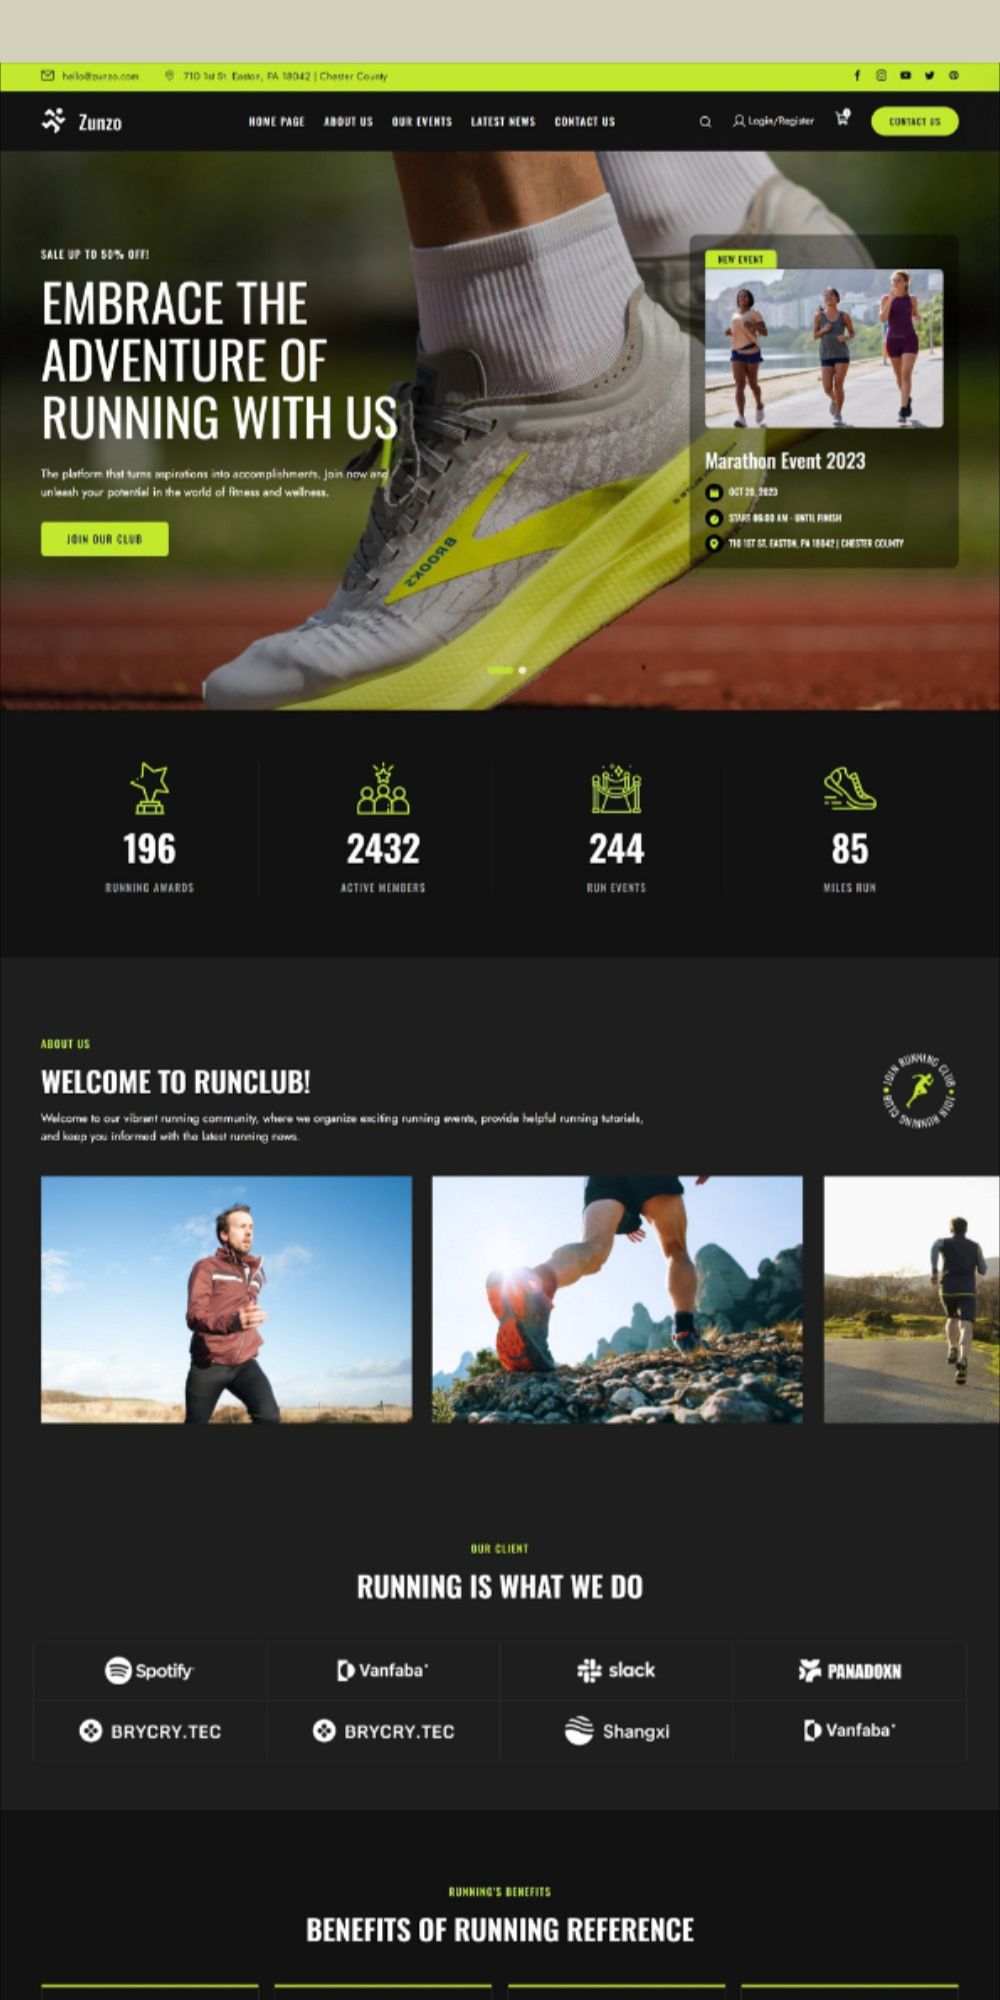 hello@zunzo.com
710 1st St. Easton, PA 18042 | Chester County
Zunzo
HOME PAGE
ABOUT US
OUR EVENTS
LATEST NEWS
CONTACT US
Login/Register
CONTACT US
SALE UP TO 50% OFF!
EMBRACE THE
ADVENTURE OF
RUNNING WITH US
The platform that turns aspirations into accomplishments. Join now and
unleash your potential in the world of fitness and wellness.
JOIN OUR CLUB
BROOKS
NEW EVENT
Marathon Event 2023
OCT 20, 2023
START 06:00 AM - UNTIL FINISH
710 1ST ST. EASTON, PA 18042 | CHESTER COUNTY
196
RUNNING AWARDS
2432
ACTIVE MEMBERS
244
RUN EVENTS
85
MILES RUN
ABOUT US
WELCOME TO RUNCLUB!
Welcome to our vibrant running community, where we organize exciting running events, provide helpful running tutorials,
and keep you informed with the latest running news.
JOIN RUNNING CLUB • JOIN RUNNING CLUB •
OUR CLIENT
RUNNING IS WHAT WE DO
Spotify
Vanfaba
slack
PANADOXN
BRYCRY.TEC
BRYCRY.TEC
Shangxi
Vanfaba
RUNNING'S BENEFITS
BENEFITS OF RUNNING REFERENCE